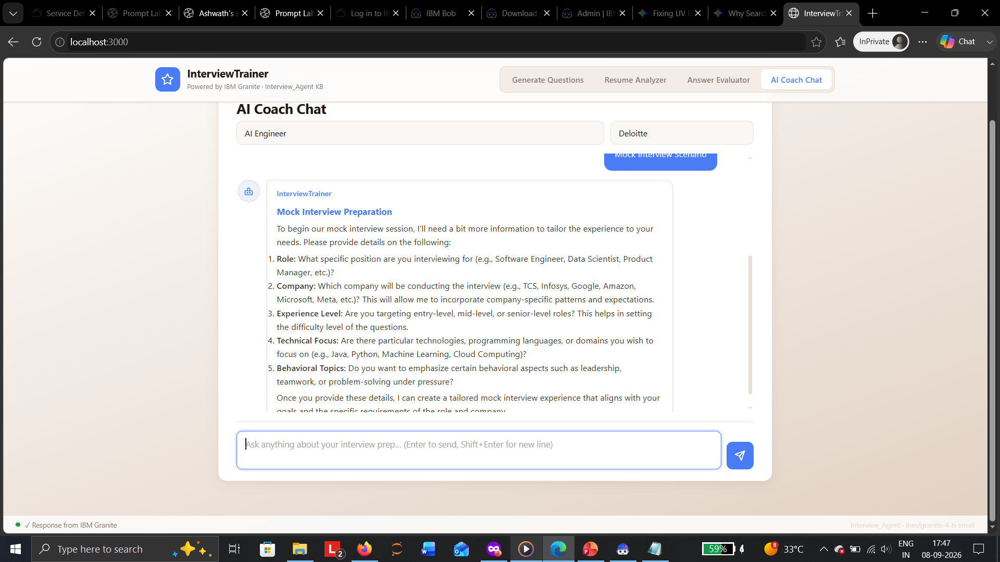 Service Det
Prompt Lab
Ashwath's s
Prompt Lab
Log in to IB
IBM Bob
Download
Admin | IB
Fixing UV I
Why Search
InterviewTra
localhost:3000
InPrivate
Chat
InterviewTrainer
Powered by IBM Granite · Interview_Agent KB
Generate Questions
Resume Analyzer
Answer Evaluator
AI Coach Chat
AI Coach Chat
AI Engineer
Deloitte
Mock Interview Scenario
InterviewTrainer
Mock Interview Preparation
To begin our mock interview session, I'll need a bit more information to tailor the experience to your
needs. Please provide details on the following:
1. Role: What specific position are you interviewing for (e.g., Software Engineer, Data Scientist, Product
Manager, etc.)?
2. Company: Which company will be conducting the interview (e.g., TCS, Infosys, Google, Amazon,
Microsoft, Meta, etc.)? This will allow me to incorporate company-specific patterns and expectations.
3. Experience Level: Are you targeting entry-level, mid-level, or senior-level roles? This helps in setting
the difficulty level of the questions.
4. Technical Focus: Are there particular technologies, programming languages, or domains you wish to
focus on (e.g., Java, Python, Machine Learning, Cloud Computing)?
5. Behavioral Topics: Do you want to emphasize certain behavioral aspects such as leadership,
teamwork, or problem-solving under pressure?
Once you provide these details, I can create a tailored mock interview experience that aligns with your
goals and the specific requirements of the role and company.
Ask anything about your interview prep... (Enter to send, Shift+Enter for new line)
✓ Response from IBM Granite
Interview_Agent · ibm/granite-4-h-small
Type here to search
L 2
59%
8
33°C
ENG
IN
17:47
08-09-2026